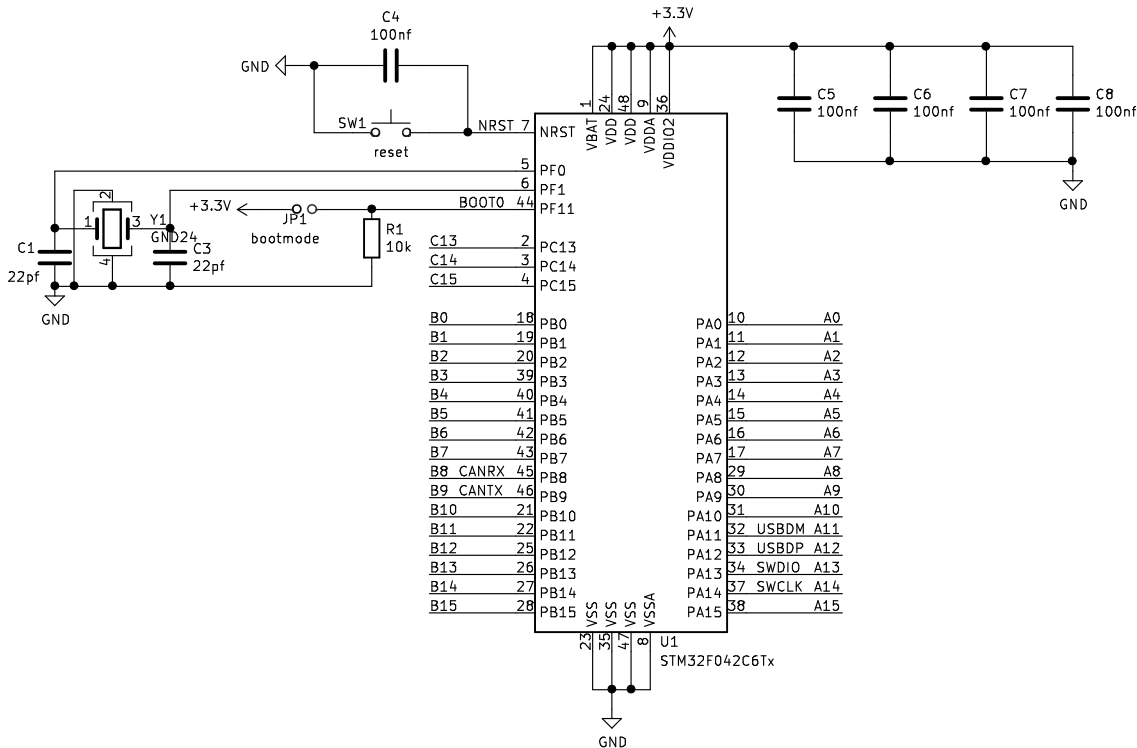 +3.3V
C4
100nf
GND
SW1
reset
NRST 7 NRST
1 VBAT
24 VDD
48 VDD
9 VDDA
36 VDDIO2
C5
100nf
C6
100nf
C7
100nf
C8
100nf
GND
5 PF0
6 PF1
+3.3V
JP1
bootmode
BOOT0 44 PF11
R1
10k
2
1
3
4
Y1
GND24
C1
22pf
C3
22pf
GND
C13 2 PC13
C14 3 PC14
C15 4 PC15
B0 18 PB0
B1 19 PB1
B2 20 PB2
B3 39 PB3
B4 40 PB4
B5 41 PB5
B6 42 PB6
B7 43 PB7
B8 CANRX 45 PB8
B9 CANTX 46 PB9
B10 21 PB10
B11 22 PB11
B12 25 PB12
B13 26 PB13
B14 27 PB14
B15 28 PB15
PA0 10 A0
PA1 11 A1
PA2 12 A2
PA3 13 A3
PA4 14 A4
PA5 15 A5
PA6 16 A6
PA7 17 A7
PA8 29 A8
PA9 30 A9
PA10 31 A10
PA11 32 USBDM A11
PA12 33 USBDP A12
PA13 34 SWDIO A13
PA14 37 SWCLK A14
PA15 38 A15
23 VSS
35 VSS
47 VSS
8 VSSA
U1
STM32F042C6Tx
GND